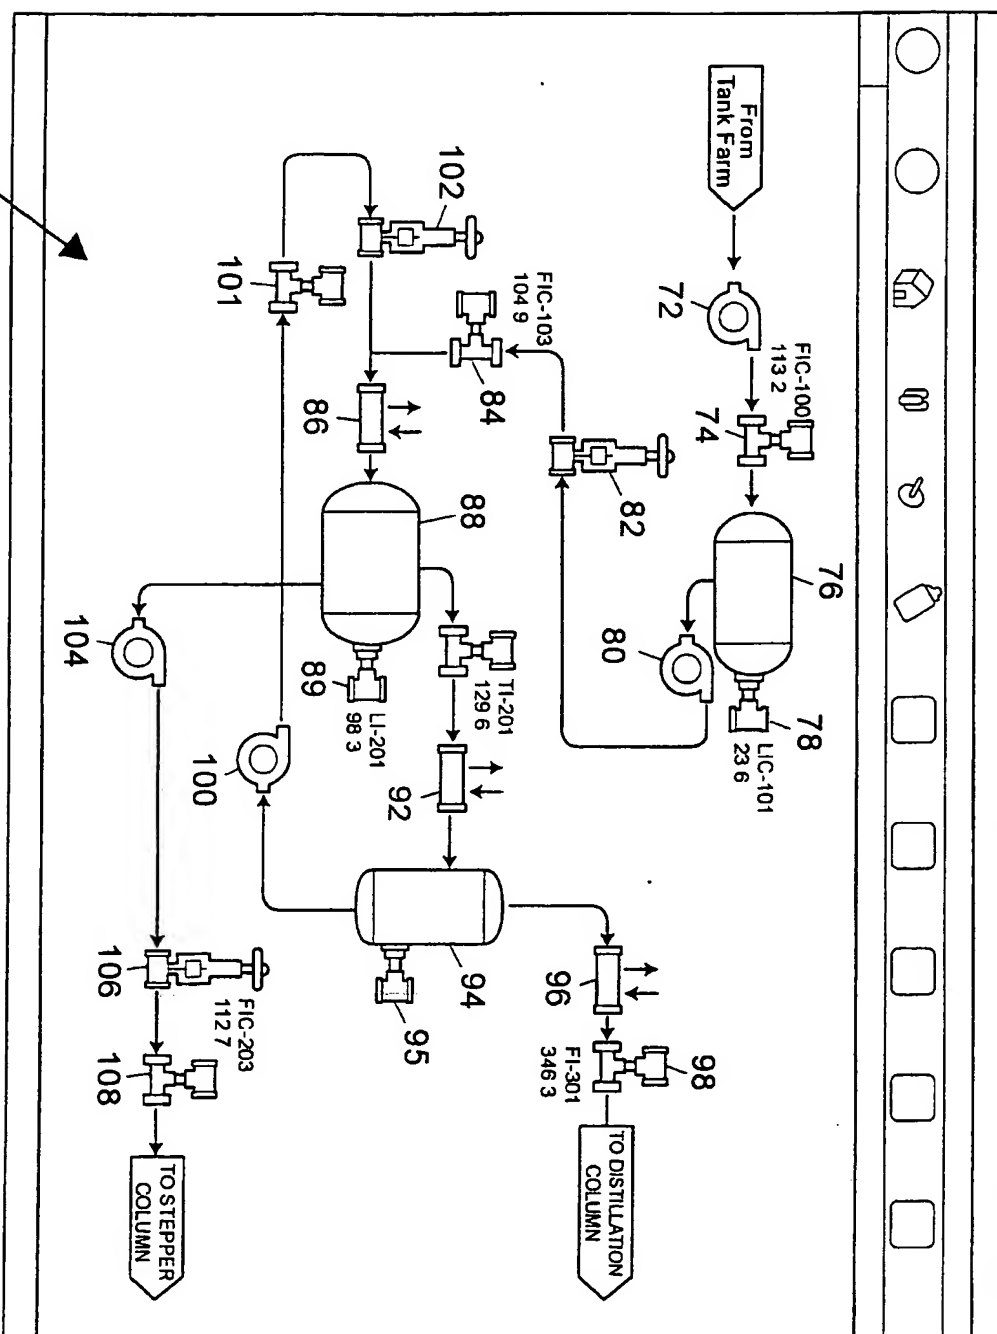 From
Tank Farm
72
FIC-100
113 2
74
76
78
LIC-101
23 6
80
82
FIC-103
104 9
84
102
101
86
88
89
LI-201
98 3
TI-201
129 6
92
94
95
96
FI-301
346 3
98
TO DISTILLATION
COLUMN
100
104
106
FIC-203
112 7
108
TO STEPPER
COLUMN